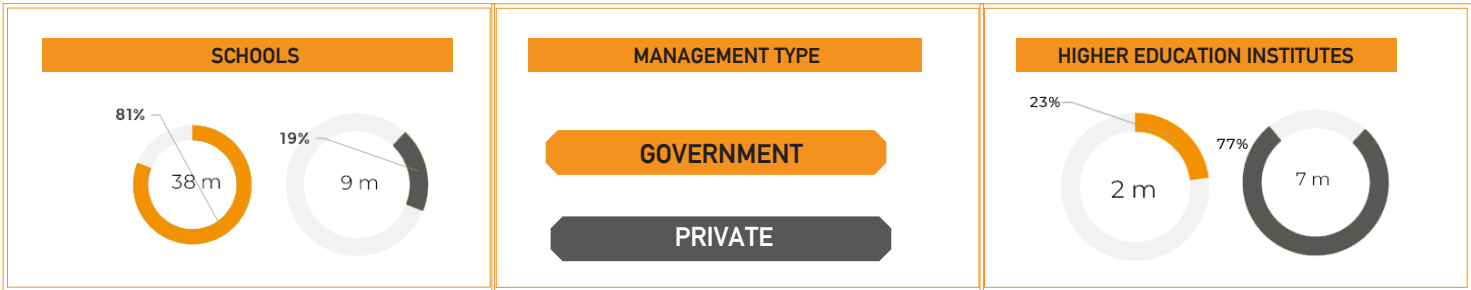 SCHOOLS
81%
38 m
19%
9 m
MANAGEMENT TYPE
GOVERNMENT
PRIVATE
HIGHER EDUCATION INSTITUTES
23%
2 m
77%
7 m